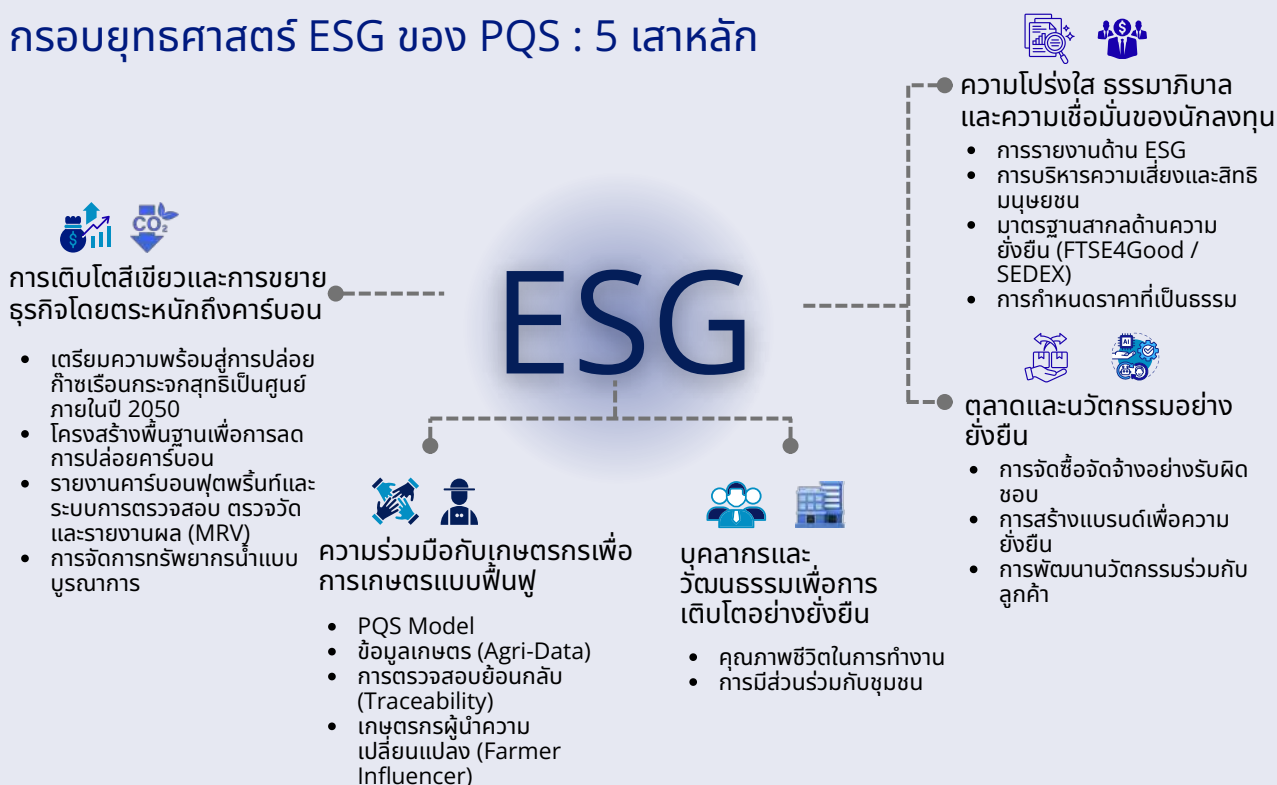 กรอบยุทธศาสตร์ ESG ของ PQS : 5 เสาหลัก
ความโปร่งใส ธรรมาภิบาล
และความเชื่อมั่นของนักลงทุน
• การรายงานด้าน ESG
• การบริหารความเสี่ยงและสิทธิ
มนุษยชน
• มาตรฐานสากลด้านความ
ยั่งยืน (FTSE4Good /
SEDEX)
• การกำหนดราคาที่เป็นธรรม
CO₂
การเติบโตสีเขียวและการขยาย
ธุรกิจโดยตระหนักถึงคาร์บอน
• เตรียมความพร้อมสู่การปล่อย
ก๊าซเรือนกระจกสุทธิเป็นศูนย์
ภายในปี 2050
• โครงสร้างพื้นฐานเพื่อการลด
การปล่อยคาร์บอน
• รายงานคาร์บอนฟุตพริ้นท์และ
ระบบการตรวจสอบ ตรวจวัด
และรายงานผล (MRV)
• การจัดการทรัพยากรน้ำแบบ
บูรณาการ
ESG
AI
ตลาดและนวัตกรรมอย่าง
ยั่งยืน
• การจัดซื้อจัดจ้างอย่างรับผิด
ชอบ
• การสร้างแบรนด์เพื่อความ
ยั่งยืน
• การพัฒนานวัตกรรมร่วมกับ
ลูกค้า
ความร่วมมือกับเกษตรกรเพื่อ
การเกษตรแบบฟื้นฟู
• PQS Model
• ข้อมูลเกษตร (Agri-Data)
• การตรวจสอบย้อนกลับ
(Traceability)
• เกษตรกรผู้นำความ
เปลี่ยนแปลง (Farmer
Influencer)
บุคลากรและ
วัฒนธรรมเพื่อการ
เติบโตอย่างยั่งยืน
• คุณภาพชีวิตในการทำงาน
• การมีส่วนร่วมกับชุมชน